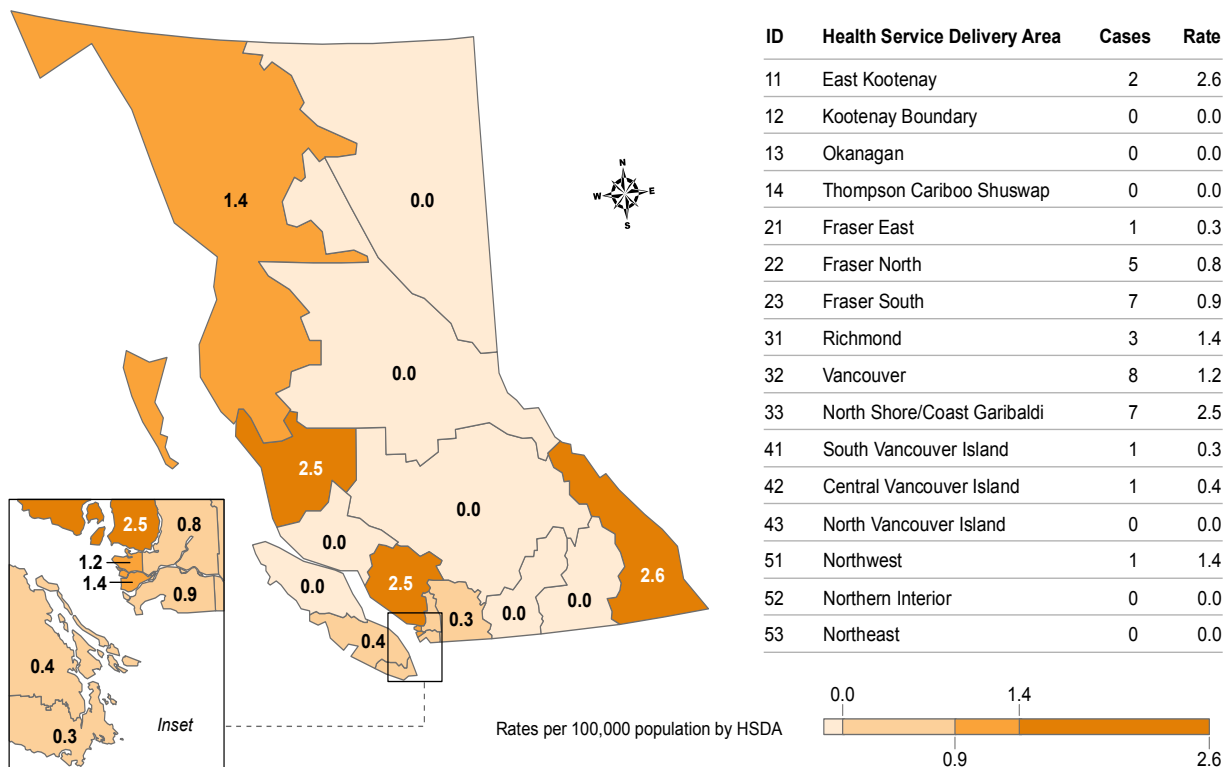 ID Health Service Delivery Area Cases Rate
11 East Kootenay 2 2.6
12 Kootenay Boundary 0 0.0
13 Okanagan 0 0.0
14 Thompson Cariboo Shuswap 0 0.0
21 Fraser East 1 0.3
22 Fraser North 5 0.8
23 Fraser South 7 0.9
31 Richmond 3 1.4
32 Vancouver 8 1.2
33 North Shore/Coast Garibaldi 7 2.5
41 South Vancouver Island 1 0.3
42 Central Vancouver Island 1 0.4
43 North Vancouver Island 0 0.0
51 Northwest 1 1.4
52 Northern Interior 0 0.0
53 Northeast 0 0.0
N
W E
S
1.4
0.0
0.0
2.5
0.0
0.0
0.0
2.5
0.3
0.0
0.0
2.6
0.4
2.5
0.8
1.2
1.4
0.9
0.4
0.3
Inset
Rates per 100,000 population by HSDA
0.0 1.4
0.9 2.6